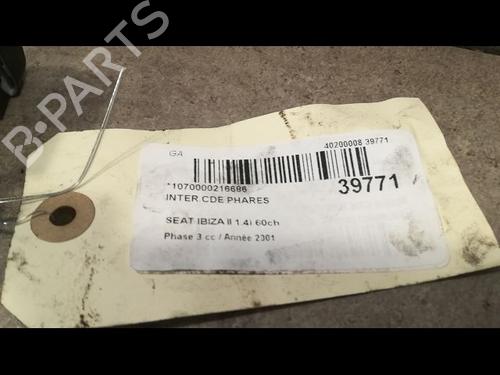 B-PARTS
GA
40200008 39771
*1070000216686
39771
INTER.CDE PHARES
SEAT IBIZA II 1.4i 60ch
Phase 3 cc / Année 2001